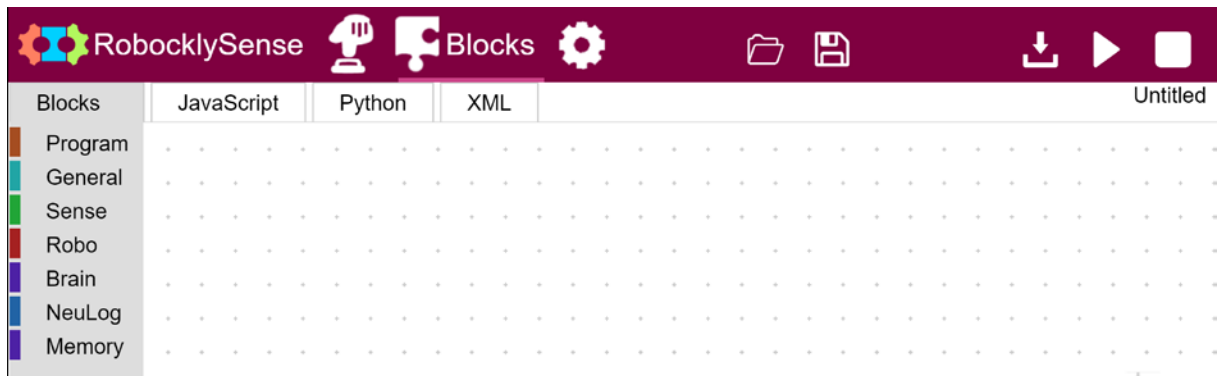 RobocklySense Blocks
Blocks JavaScript Python XML Untitled
Program
General
Sense
Robo
Brain
NeuLog
Memory